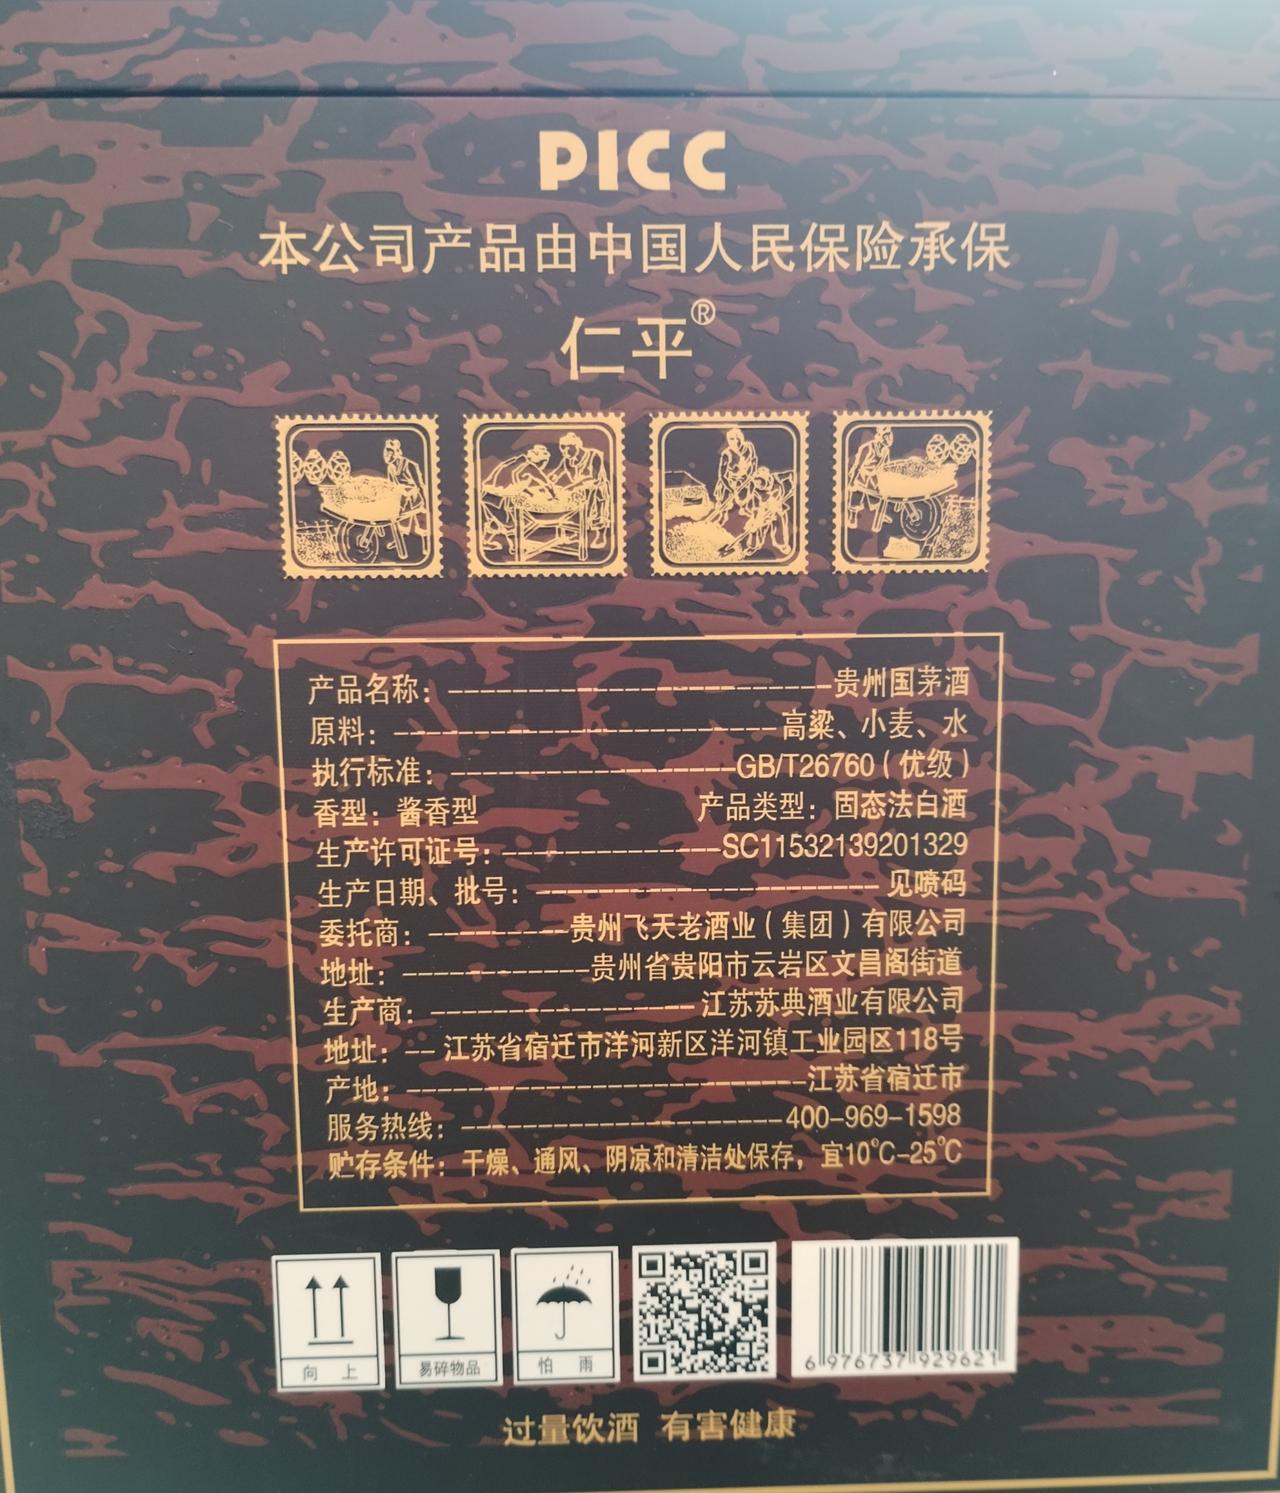 PICC
本公司产品由中国人民保险承保
仁平®
产品名称：贵州国茅酒
原料：高粱、小麦、水
执行标准：GB/T26760（优级）
香型：酱香型 产品类型：固态法白酒
生产许可证号：SC11532139201329
生产日期、批号：见喷码
委托商：贵州飞天老酒业（集团）有限公司
地址：贵州省贵阳市云岩区文昌阁街道
生产商：江苏苏典酒业有限公司
地址：江苏省宿迁市洋河新区洋河镇工业园区118号
产地：江苏省宿迁市
服务热线：400-969-1598
贮存条件：干燥、通风、阴凉和清洁处保存，宜10℃-25℃
向上 易碎物品 怕雨 6 976737 929621
过量饮酒 有害健康